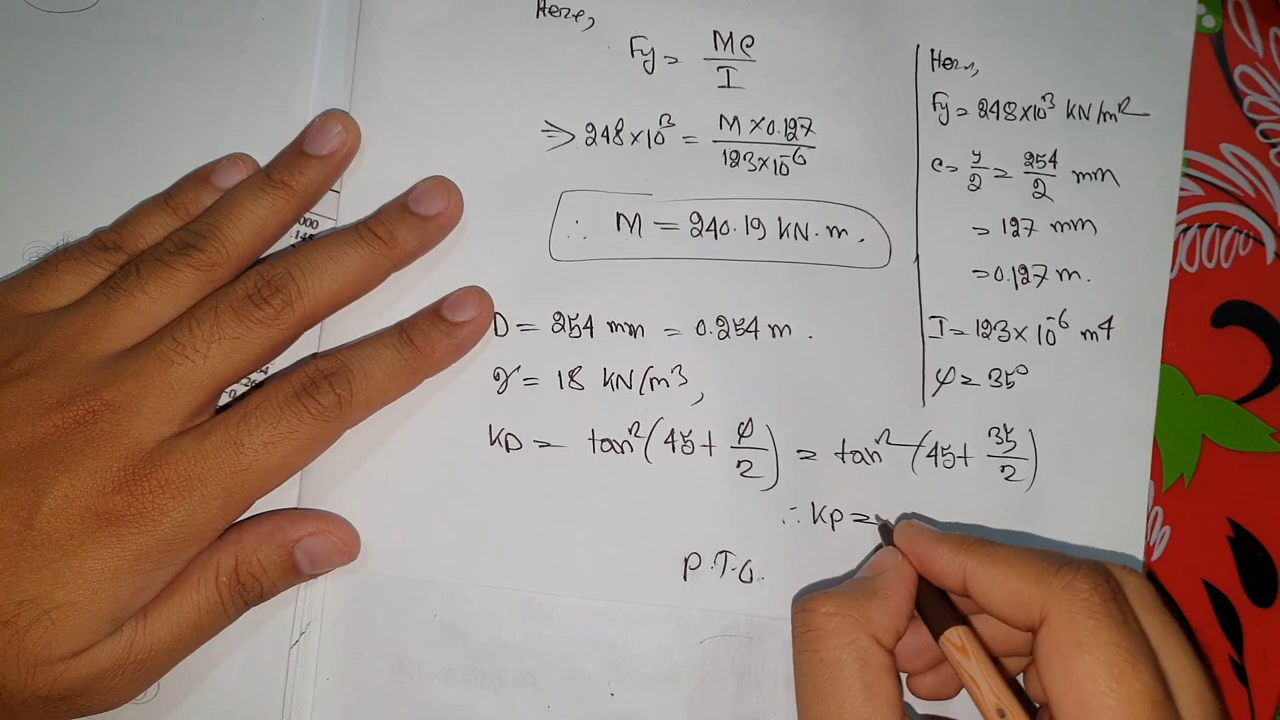 Here,
Fy = Mc/I
⇒ 248×10³ = M×0.127/123×10⁻⁶
∴ M = 240.19 KN.m.
D = 254 mm = 0.254 m.
γ = 18 KN/m³,
KP = tan²(45+φ/2) = tan²(45+35/2)
∴ KP =
P.T.O.
Here,
Fy = 248×10³ KN/m²
c = y/2 = 254/2 mm
= 127 mm
= 0.127 m.
I = 123×10⁻⁶ m⁴
φ = 35°
000